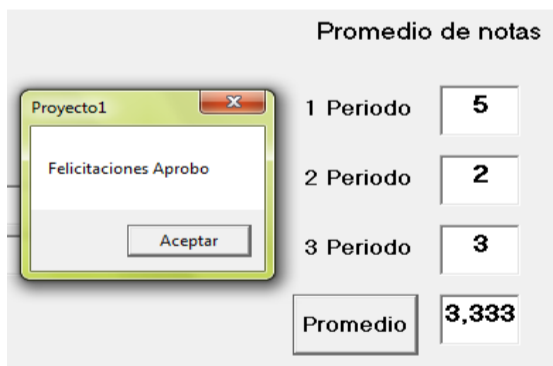 Promedio de notas
Proyecto1
Felicitaciones Aprobo
Aceptar
1 Periodo 5
2 Periodo 2
3 Periodo 3
Promedio 3,333